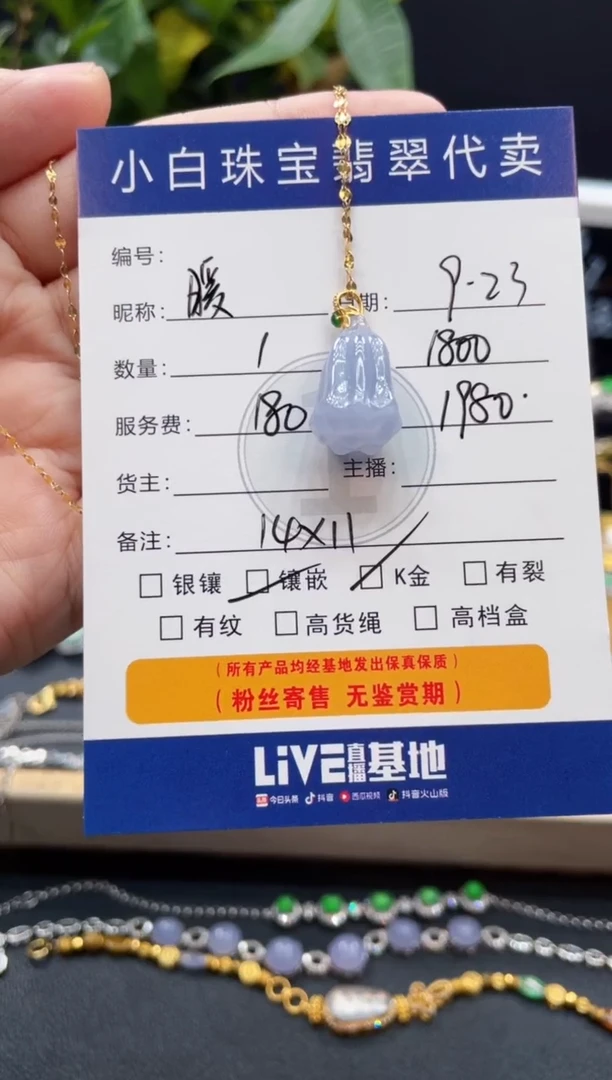 小白珠宝翡翠代卖
编号:
昵称: 暖 日期: 9.23
数量: 1 1800
服务费: 180 1980.
货主: 主播:
备注: 14X11
银镶 镶嵌 K金 有裂
有纹 高货绳 高档盒
(所有产品均经基地发出保真保质)
(粉丝寄售 无鉴赏期)
LiVE直播基地
头条 今日头条 抖音 西瓜视频 抖音火山版